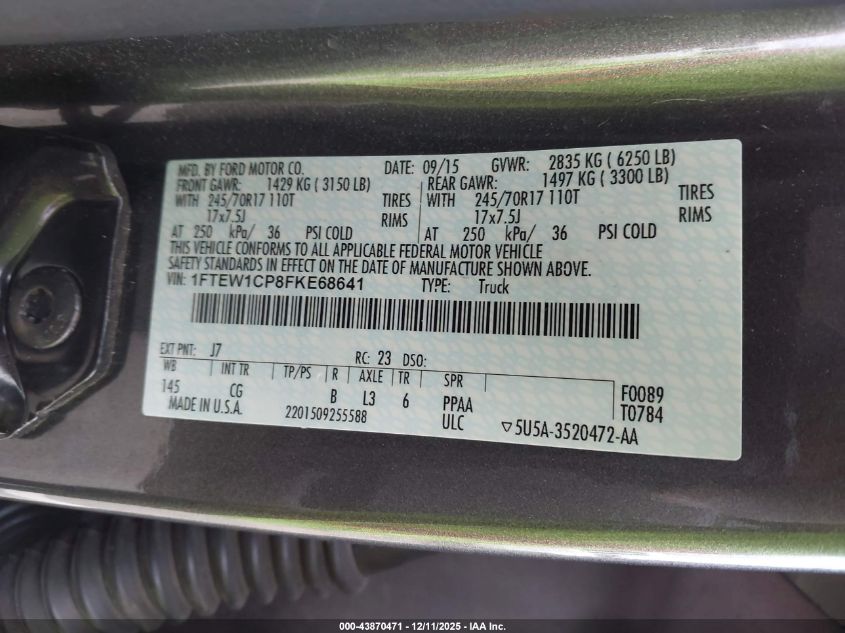 MFD. BY FORD MOTOR CO. DATE: 09/15 GVWR: 2835 KG ( 6250 LB)
FRONT GAWR: 1429 KG ( 3150 LB) REAR GAWR: 1497 KG ( 3300 LB)
WITH 245/70R17 110T TIRES WITH 245/70R17 110T TIRES
17x7.5J RIMS 17x7.5J RIMS
AT 250 kPa/ 36 PSI COLD AT 250 kPa/ 36 PSI COLD
THIS VEHICLE CONFORMS TO ALL APPLICABLE FEDERAL MOTOR VEHICLE
SAFETY STANDARDS IN EFFECT ON THE DATE OF MANUFACTURE SHOWN ABOVE.
VIN: 1FTEW1CP8FKE68641 TYPE: Truck
EXT PNT: J7 RC: 23 DSO:
WB INT TR TP/PS R AXLE TR SPR
145 CG B L3 6 PPAA F0089
MADE IN U.S.A. 2201509255588 ULC T0784
▽5U5A-3520472-AA
000-43870471 - 12/11/2025 - IAA Inc.